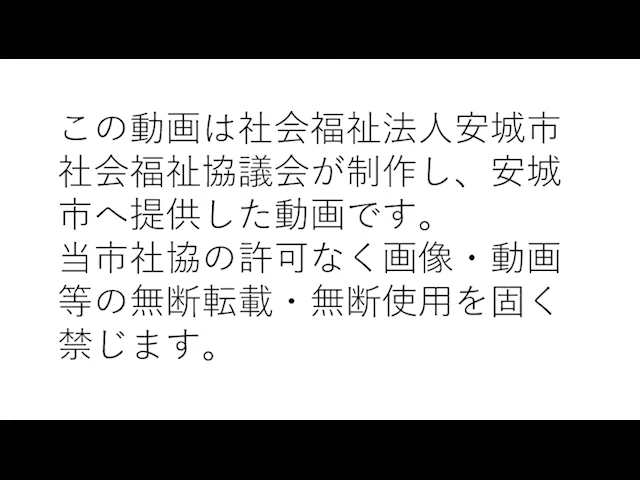 この動画は社会福祉法人安城市
社会福祉協議会が制作し、安城
市へ提供した動画です。
当市社協の許可なく画像・動画
等の無断転載・無断使用を固く
禁じます。